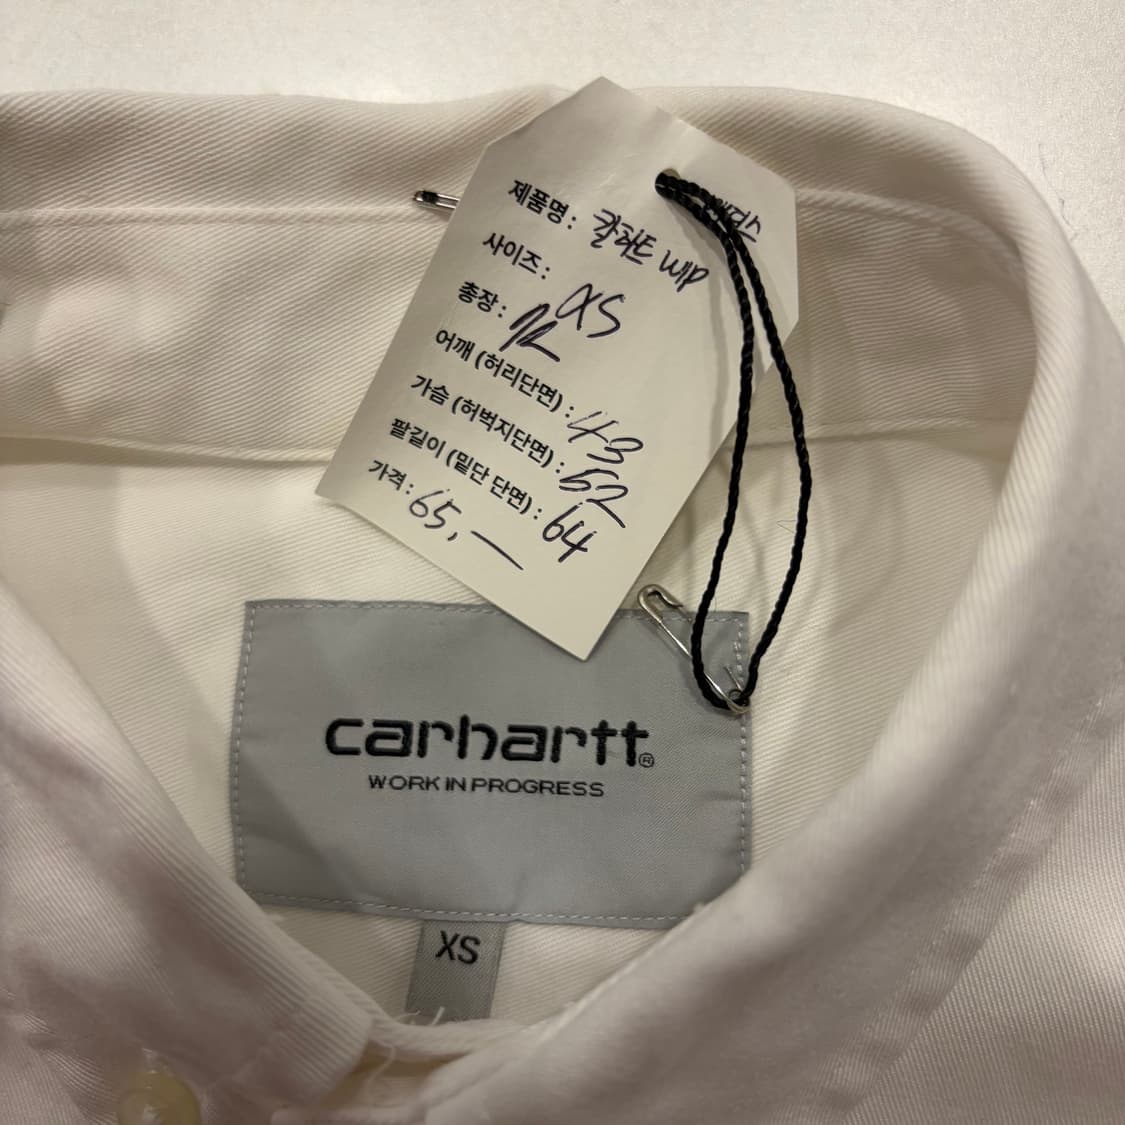 제품명: 칼하트 WIP
사이즈: XS
총장: 72
어깨 (허리단면): 43
가슴 (허벅지단면): 52
팔길이 (밑단 단면): 64
가격: 65,—
carhartt®
WORK IN PROGRESS
XS